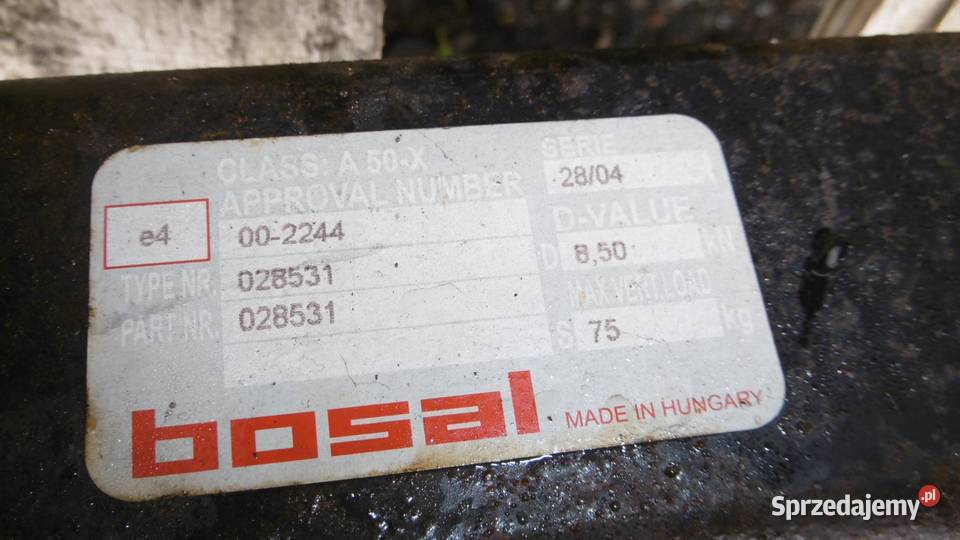 CLASS: A 50-X
APPROVAL NUMBER
e4
00-2244
TYPE NR. 028531
PART NR. 028531
SERIE
28/04
D-VALUE
D 8,50 kN
MAX VERT LOAD
S 75 kg
bosal
MADE IN HUNGARY
Sprzedajemy.pl